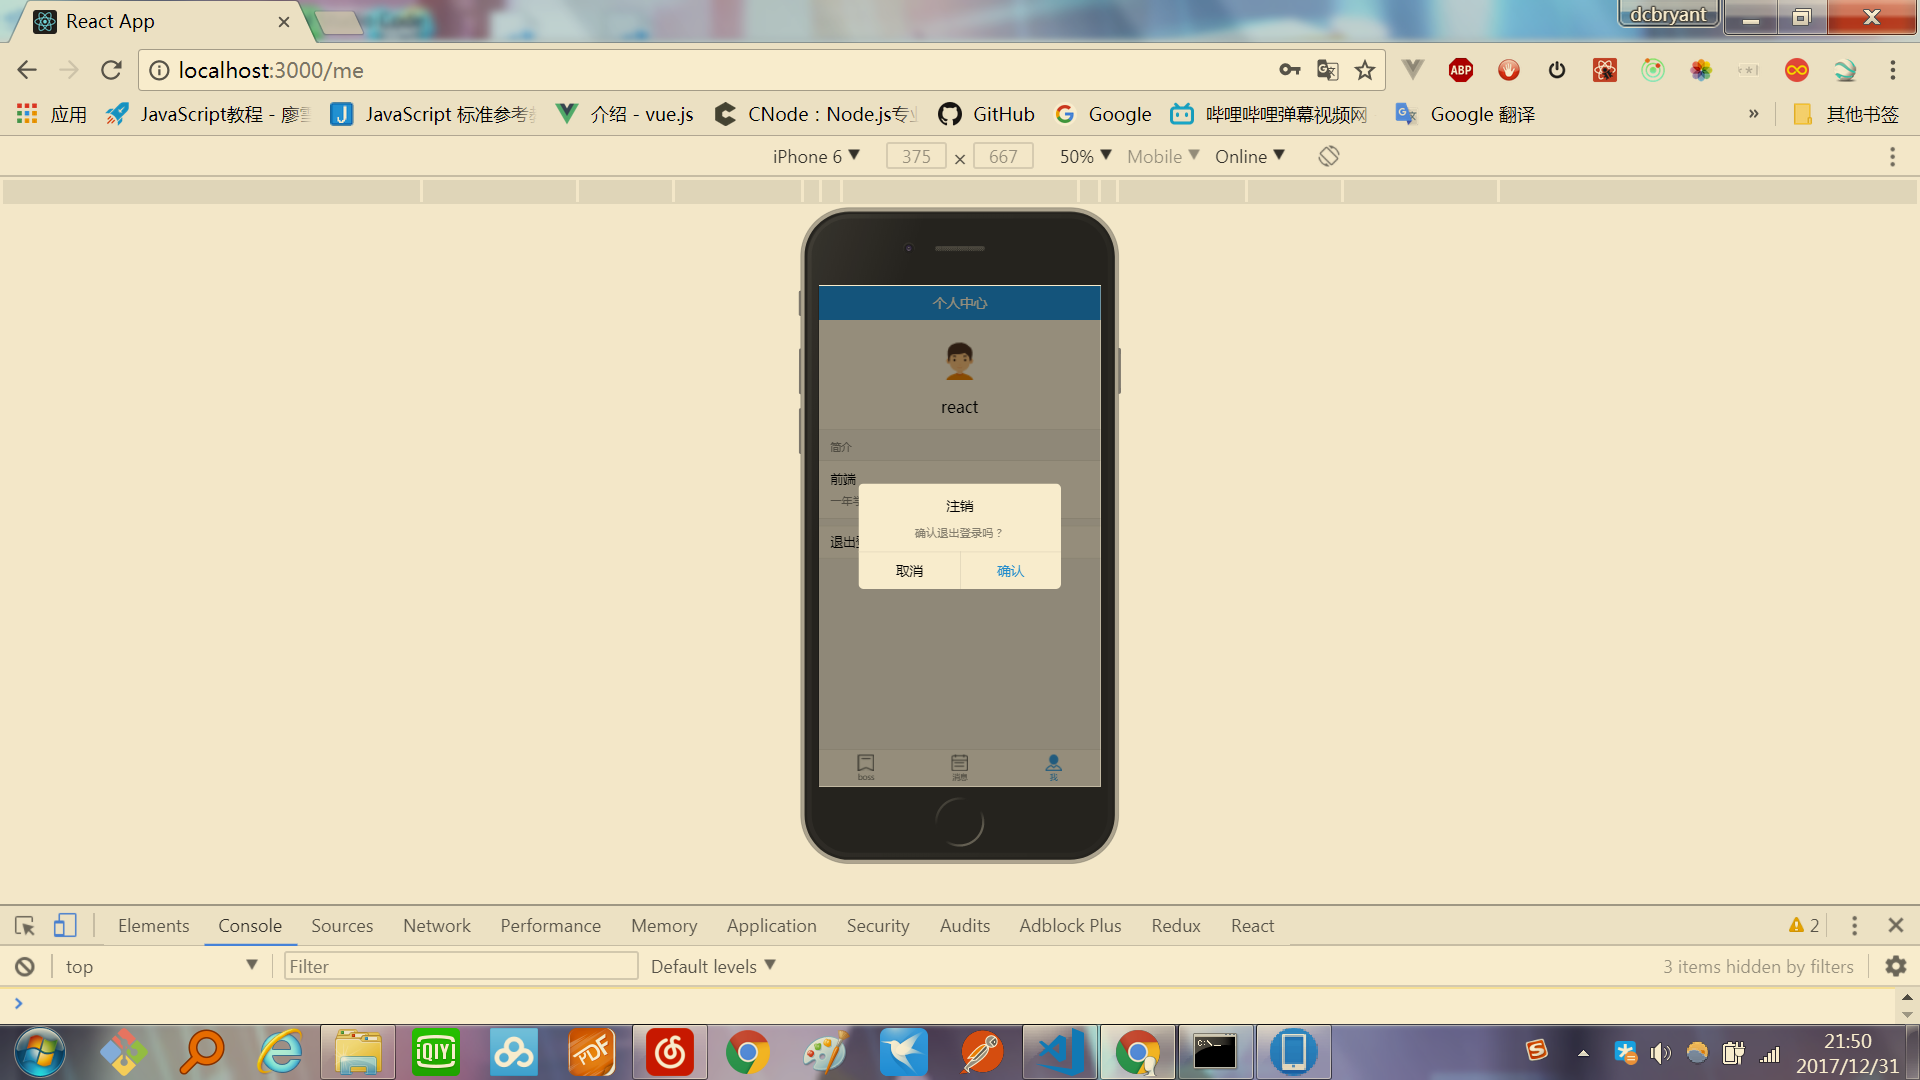 React App
dcbryant
localhost:3000/me
应用
JavaScript教程 - 廖
JavaScript 标准参考
介绍 - vue.js
CNode：Node.js专
GitHub
Google
哔哩哔哩弹幕视频网
Google 翻译
»
其他书签
iPhone 6
375 × 667
50%
Mobile
Online
个人中心
react
简介
前端
一年
退出
注销
确认退出登录吗？
取消
确认
boss
消息
我
Elements
Console
Sources
Network
Performance
Memory
Application
Security
Audits
Adblock Plus
Redux
React
2
top
Filter
Default levels
3 items hidden by filters
ABP
iQIYI
PDF
21:50
2017/12/31